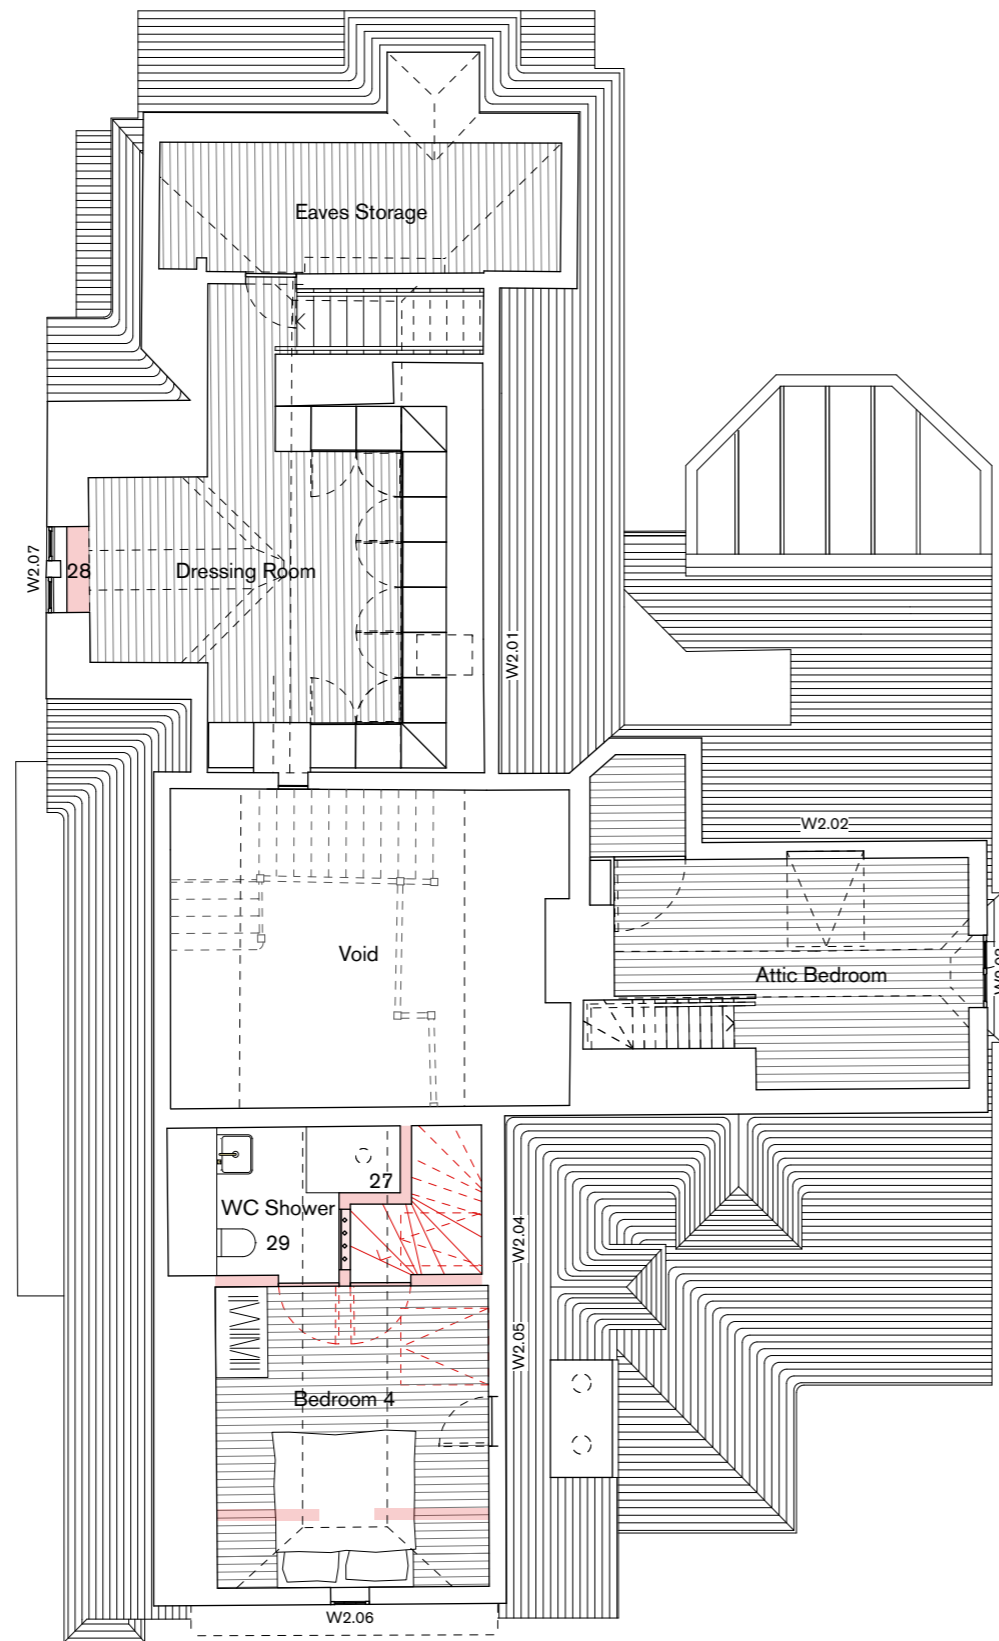 Eaves Storage
W2.07
28
Dressing Room
W2.01
W2.02
Void
Attic Bedroom
27
WC Shower
29
W2.04
W2.05
Bedroom 4
W2.06